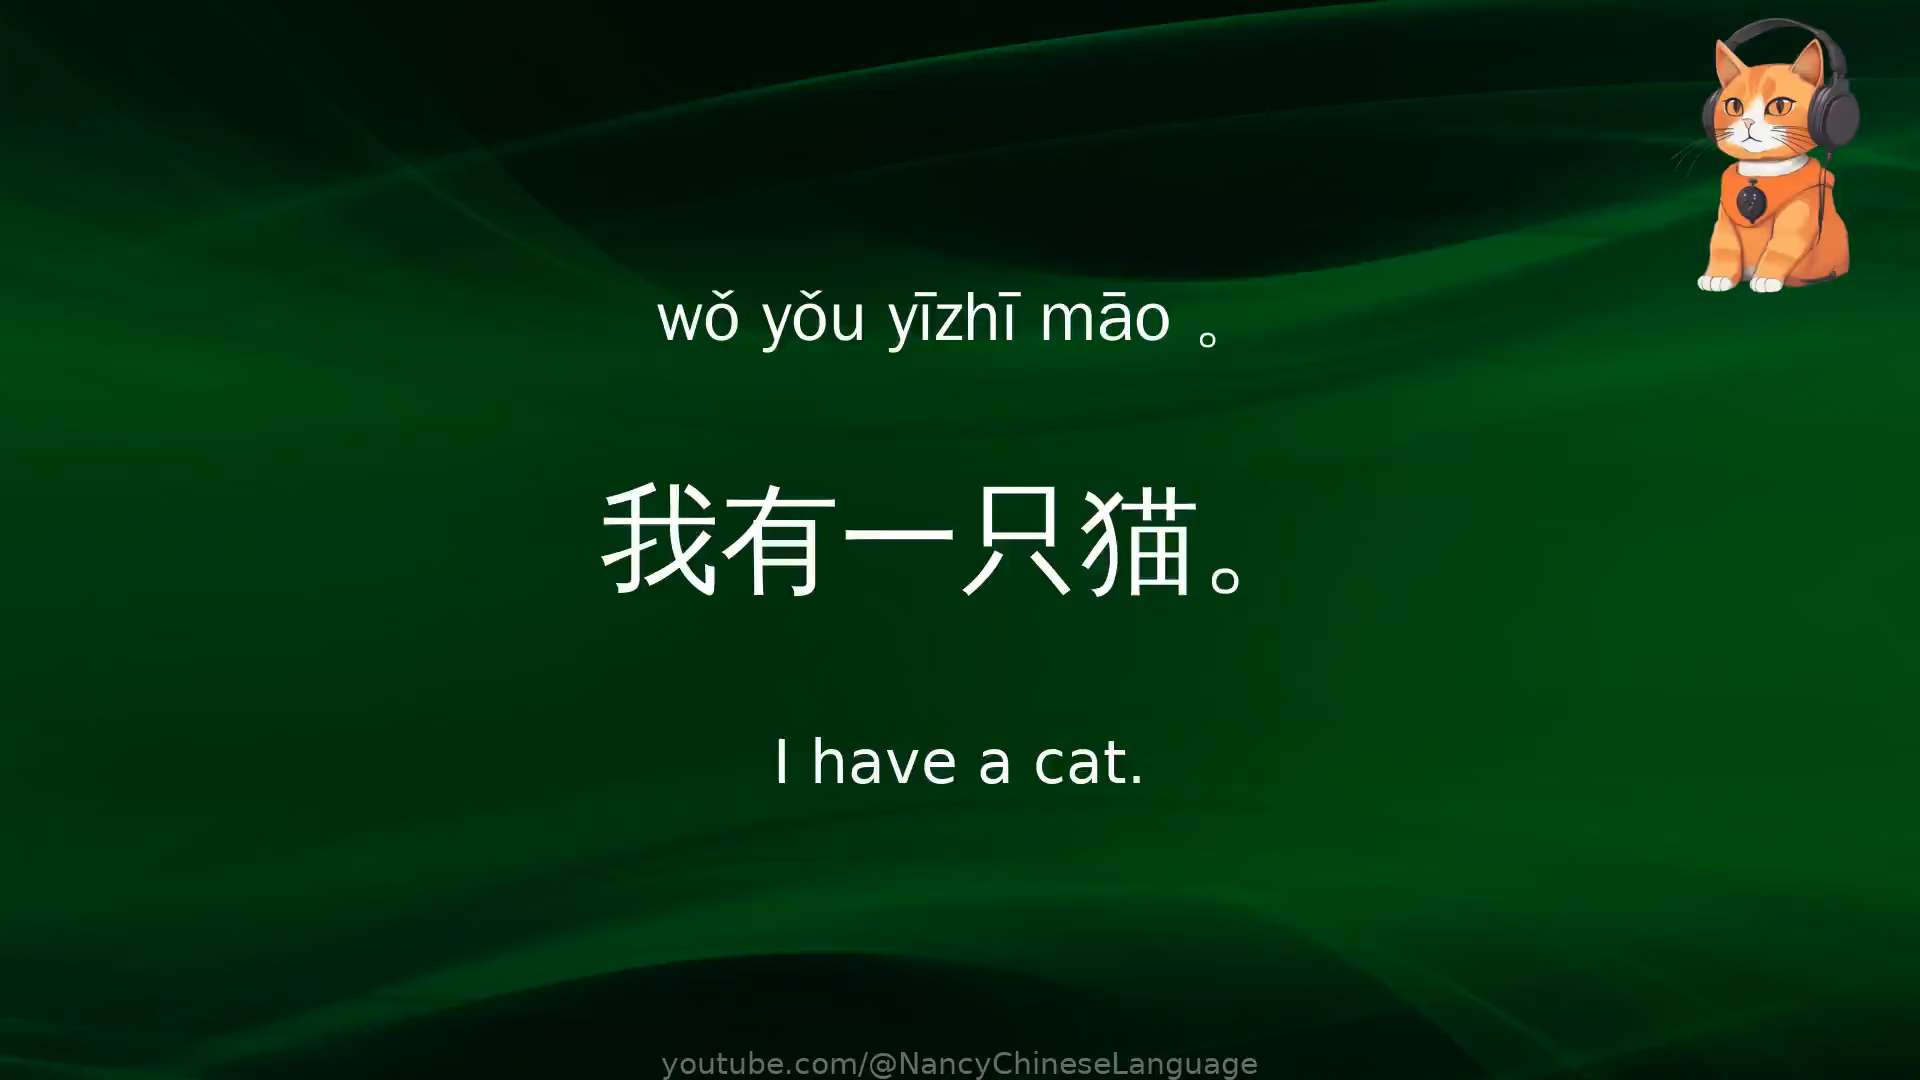 wǒ yǒu yīzhī māo 。
我有一只猫。
I have a cat.
youtube.com/@NancyChineseLanguage